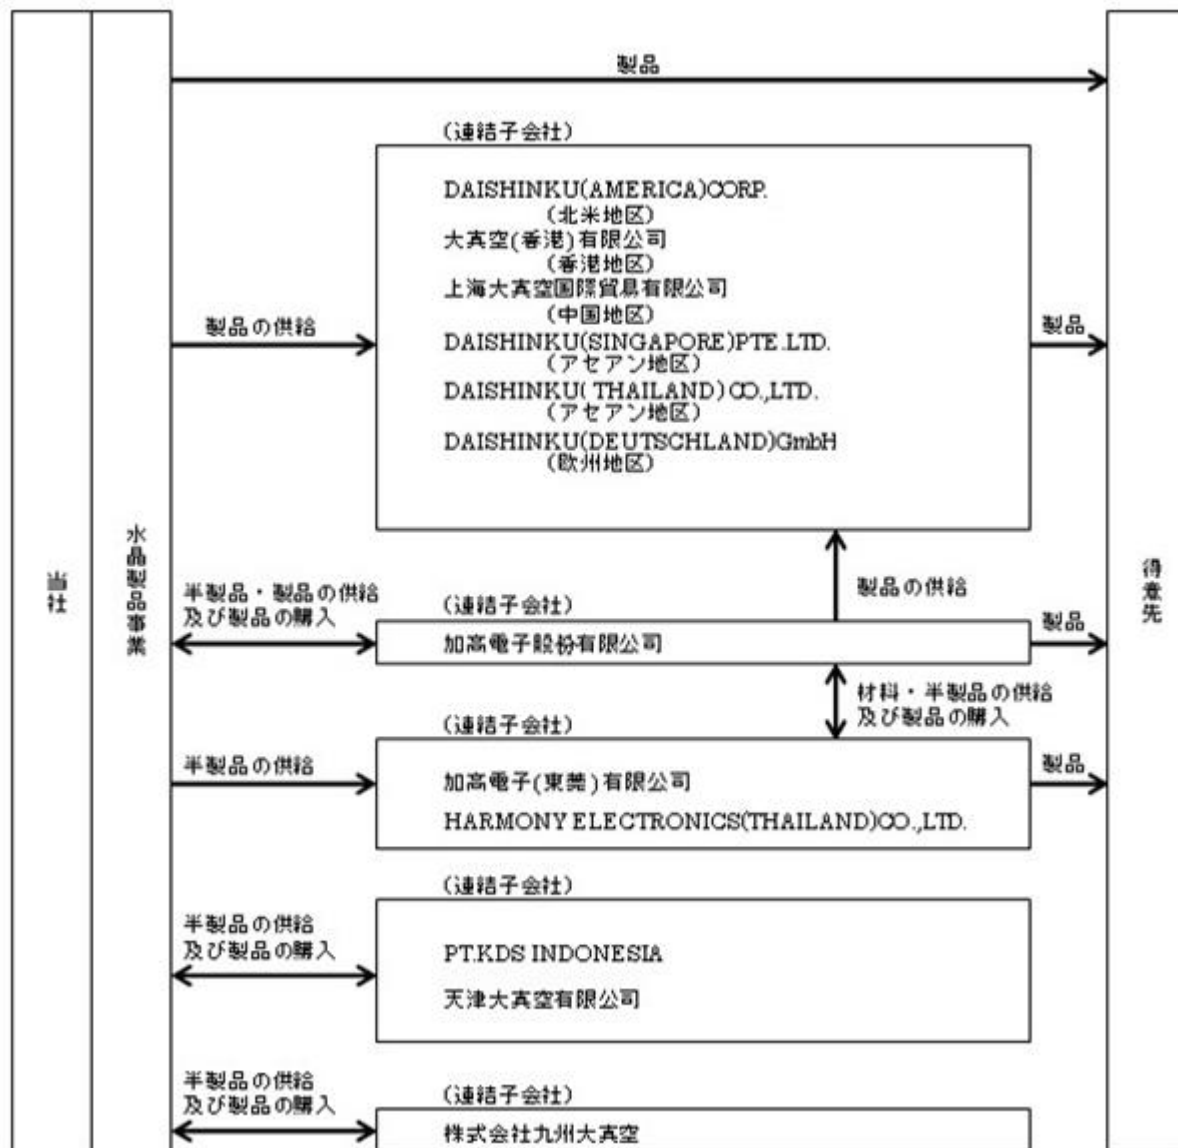 製品
（連結子会社）
DAISHINKU(AMERICA)CORP.
（北米地区）
大真空(香港)有限公司
（香港地区）
上海大真空国際貿易有限公司
（中国地区）
製品の供給
製品
DAISHINKU(SINGAPORE)PTE.LTD.
（アセアン地区）
DAISHINKU( THAILAND) CO.,LTD.
（アセアン地区）
DAISHINKU(DEUTSCHLAND)GmbH
（欧州地区）
当社
水晶製品事業
得意先
製品の供給
半製品・製品の供給
及び製品の購入
（連結子会社）
加高電子股份有限公司
製品
材料・半製品の供給
及び製品の購入
（連結子会社）
半製品の供給
製品
加高電子(東莞)有限公司
HARMONY ELECTRONICS(THAILAND)CO.,LTD.
（連結子会社）
半製品の供給
及び製品の購入
PT.KDS INDONESIA
天津大真空有限公司
半製品の供給
及び製品の購入
（連結子会社）
株式会社九州大真空